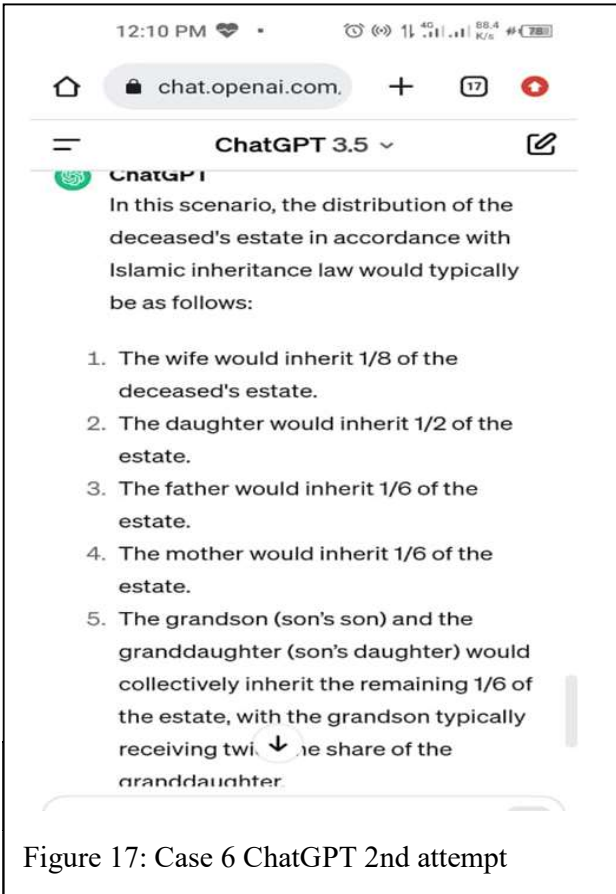 12:10 PM
88.4
K/s
78
chat.openai.com,
17
ChatGPT 3.5
ChatGPT
In this scenario, the distribution of the
deceased's estate in accordance with
Islamic inheritance law would typically
be as follows:
1. The wife would inherit 1/8 of the
deceased's estate.
2. The daughter would inherit 1/2 of the
estate.
3. The father would inherit 1/6 of the
estate.
4. The mother would inherit 1/6 of the
estate.
5. The grandson (son's son) and the
granddaughter (son's daughter) would
collectively inherit the remaining 1/6 of
the estate, with the grandson typically
receiving share of the
granddaughter.
Figure 17: Case 6 ChatGPT 2nd attempt